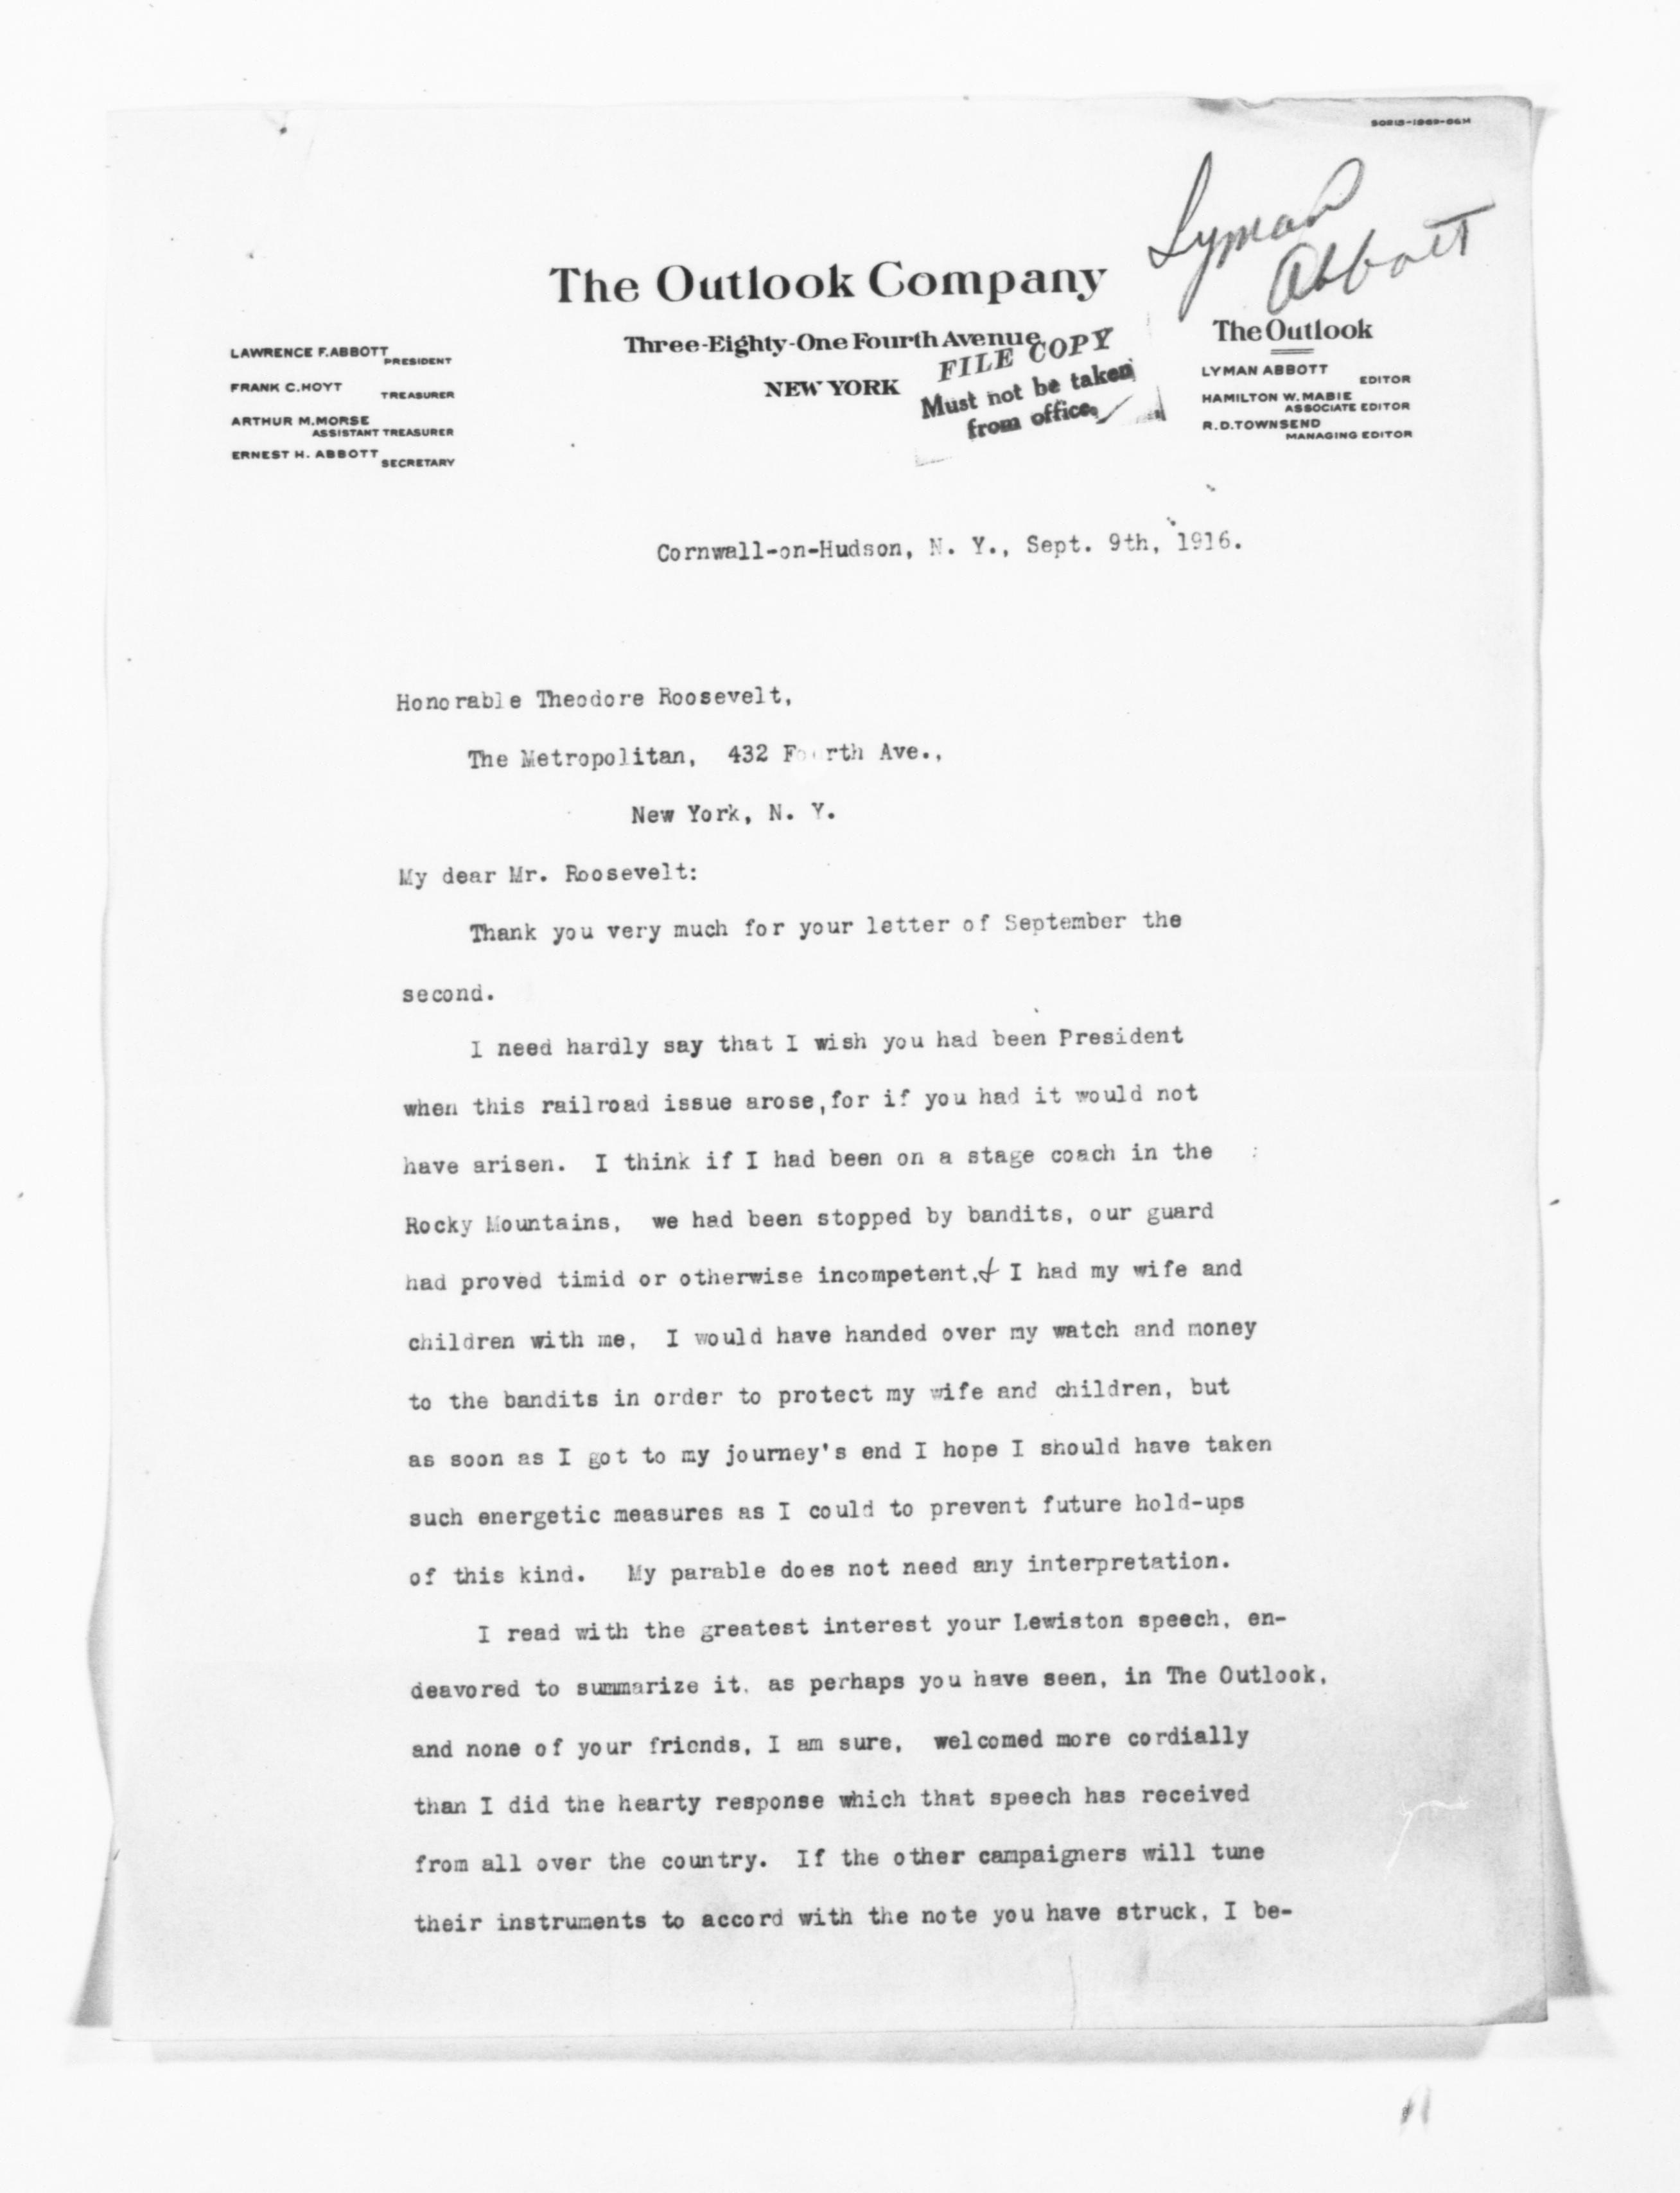 Lyman
Abbott
The Outlook Company
Three-Eighty-One Fourth Avenue
NEW YORK
FILE COPY
Must not be taken
from office.
LAWRENCE F. ABBOTT
PRESIDENT
FRANK C. HOYT
TREASURER
ARTHUR M. MORSE
ASSISTANT TREASURER
ERNEST H. ABBOTT
SECRETARY
The Outlook
LYMAN ABBOTT
EDITOR
HAMILTON W. MABIE
ASSOCIATE EDITOR
R. D. TOWNSEND
MANAGING EDITOR
Cornwall-on-Hudson, N. Y., Sept. 9th, 1916.
Honorable Theodore Roosevelt,
The Metropolitan, 432 Fourth Ave.,
New York, N. Y.
My dear Mr. Roosevelt:
Thank you very much for your letter of September the
second.
I need hardly say that I wish you had been President
when this railroad issue arose, for if you had it would not
have arisen. I think if I had been on a stage coach in the
Rocky Mountains, we had been stopped by bandits, our guard
had proved timid or otherwise incompetent, & I had my wife and
children with me, I would have handed over my watch and money
to the bandits in order to protect my wife and children, but
as soon as I got to my journey's end I hope I should have taken
such energetic measures as I could to prevent future hold-ups
of this kind. My parable does not need any interpretation.
I read with the greatest interest your Lewiston speech, en-
deavored to summarize it, as perhaps you have seen, in The Outlook,
and none of your friends, I am sure, welcomed more cordially
than I did the hearty response which that speech has received
from all over the country. If the other campaigners will tune
their instruments to accord with the note you have struck, I be-